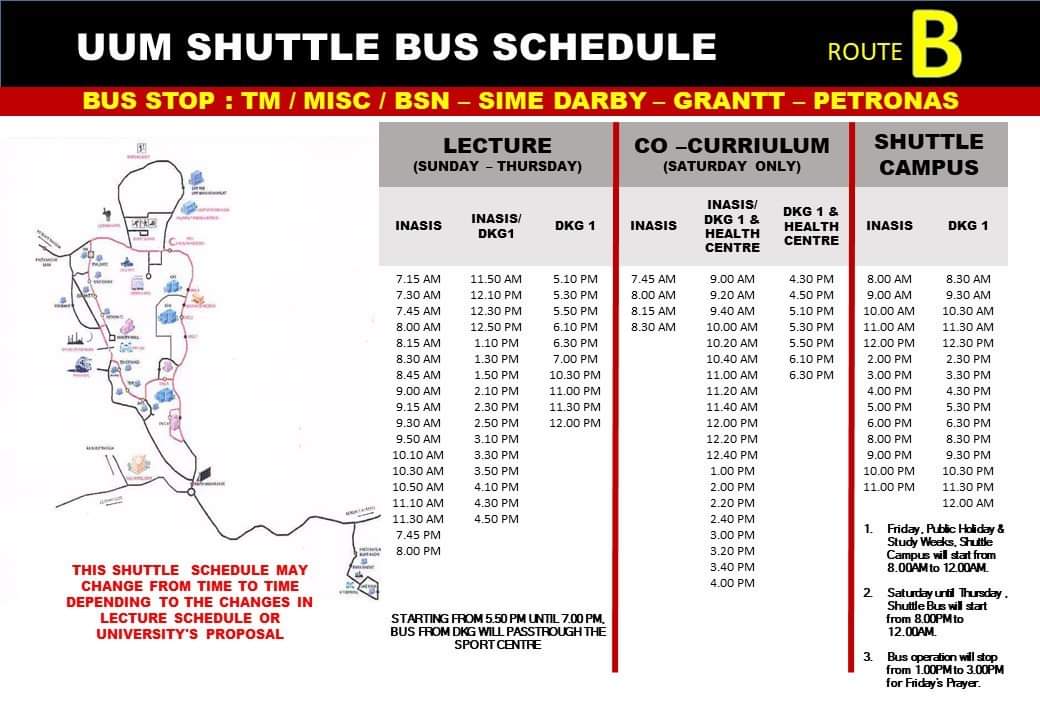 UUM SHUTTLE BUS SCHEDULE
ROUTE B
BUS STOP : TM / MISC / BSN – SIME DARBY – GRANTT – PETRONAS
THIS SHUTTLE SCHEDULE MAY
CHANGE FROM TIME TO TIME
DEPENDING TO THE CHANGES IN
LECTURE SCHEDULE OR
UNIVERSITY'S PROPOSAL
LECTURE
(SUNDAY – THURSDAY)
INASIS INASIS/ DKG1 DKG 1
7.15 AM 11.50 AM 5.10 PM
7.30 AM 12.10 PM 5.30 PM
7.45 AM 12.30 PM 5.50 PM
8.00 AM 12.50 PM 6.10 PM
8.15 AM 1.10 PM 6.30 PM
8.30 AM 1.30 PM 7.00 PM
8.45 AM 1.50 PM 10.30 PM
9.00 AM 2.10 PM 11.00 PM
9.15 AM 2.30 PM 11.30 PM
9.30 AM 2.50 PM 12.00 PM
9.50 AM 3.10 PM
10.10 AM 3.30 PM
10.30 AM 3.50 PM
10.50 AM 4.10 PM
11.10 AM 4.30 PM
11.30 AM 4.50 PM
7.45 PM
8.00 PM
STARTING FROM 5.50 PM UNTIL 7.00 PM,
BUS FROM DKG WILL PASSTROUGH THE
SPORT CENTRE
CO –CURRIULUM
(SATURDAY ONLY)
INASIS INASIS/ DKG 1 & HEALTH CENTRE DKG 1 & HEALTH CENTRE
7.45 AM 9.00 AM 4.30 PM
8.00 AM 9.20 AM 4.50 PM
8.15 AM 9.40 AM 5.10 PM
8.30 AM 10.00 AM 5.30 PM
10.20 AM 5.50 PM
10.40 AM 6.10 PM
11.00 AM 6.30 PM
11.20 AM
11.40 AM
12.00 PM
12.20 PM
12.40 PM
1.00 PM
2.00 PM
2.20 PM
2.40 PM
3.00 PM
3.20 PM
3.40 PM
4.00 PM
SHUTTLE
CAMPUS
INASIS DKG 1
8.00 AM 8.30 AM
9.00 AM 9.30 AM
10.00 AM 10.30 AM
11.00 AM 11.30 AM
12.00 PM 12.30 PM
2.00 PM 2.30 PM
3.00 PM 3.30 PM
4.00 PM 4.30 PM
5.00 PM 5.30 PM
6.00 PM 6.30 PM
8.00 PM 8.30 PM
9.00 PM 9.30 PM
10.00 PM 10.30 PM
11.00 PM 11.30 PM
12.00 AM
1. Friday, Public Holiday &
Study Weeks, Shuttle
Campus will start from
8.00AM to 12.00AM.
2. Saturday until Thursday,
Shuttle Bus will start
from 8.00PM to
12.00AM.
3. Bus operation will stop
from 1.00PM to 3.00PM
for Friday's Prayer.